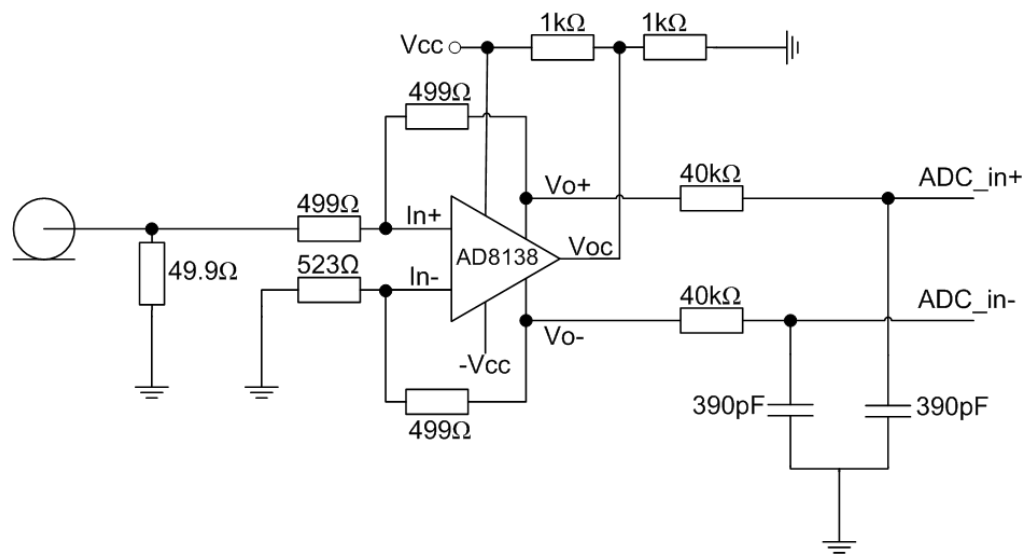 1kΩ 1kΩ
Vcc
499Ω
Vo+ 40kΩ ADC_in+
499Ω In+
AD8138 Voc
49.9Ω 523Ω In-
40kΩ ADC_in-
Vo-
-Vcc
390pF 390pF
499Ω